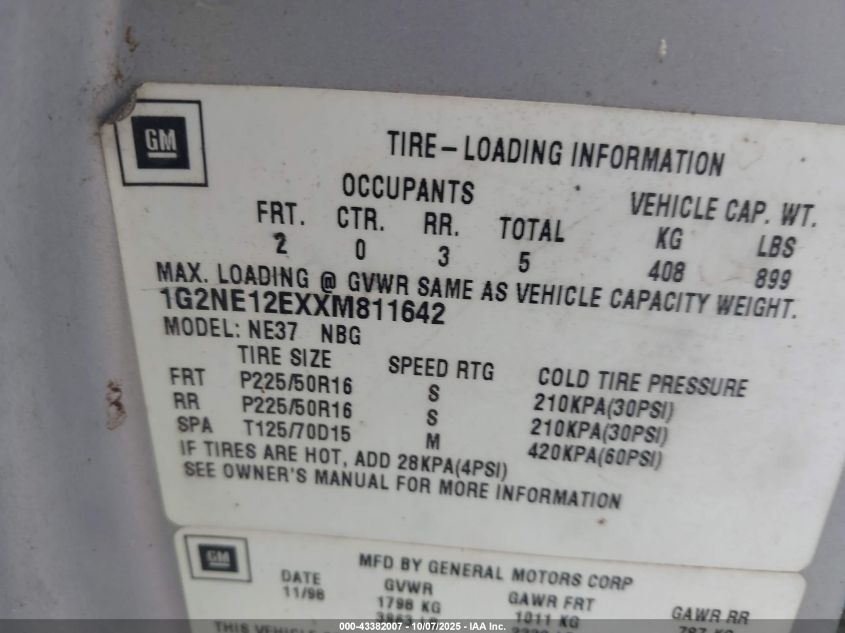 GM
TIRE-LOADING INFORMATION
OCCUPANTS VEHICLE CAP. WT.
FRT. CTR. RR. TOTAL KG LBS
2 0 3 5 408 899
MAX. LOADING @ GVWR SAME AS VEHICLE CAPACITY WEIGHT.
1G2NE12EXXM811642
MODEL: NE37 NBG
TIRE SIZE SPEED RTG COLD TIRE PRESSURE
FRT P225/50R16 S 210KPA(30PSI)
RR P225/50R16 S 210KPA(30PSI)
SPA T125/70D15 M 420KPA(60PSI)
IF TIRES ARE HOT, ADD 28KPA(4PSI)
SEE OWNER'S MANUAL FOR MORE INFORMATION
GM
MFD BY GENERAL MOTORS CORP
DATE GVWR GAWR FRT GAWR RR
11/98 1798 KG 1011 KG 787 KG
THIS
000-43382007 - 10/07/2025 - IAA Inc.